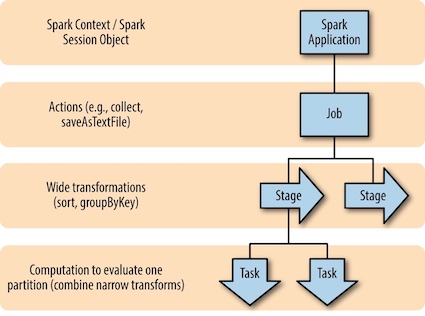 Spark Context / Spark
Session Object
Spark
Application
Actions (e.g., collect,
saveAsTextFile)
Job
Wide transformations
(sort, groupByKey)
Stage
Stage
Computation to evaluate one
partition (combine narrow transforms)
Task
Task